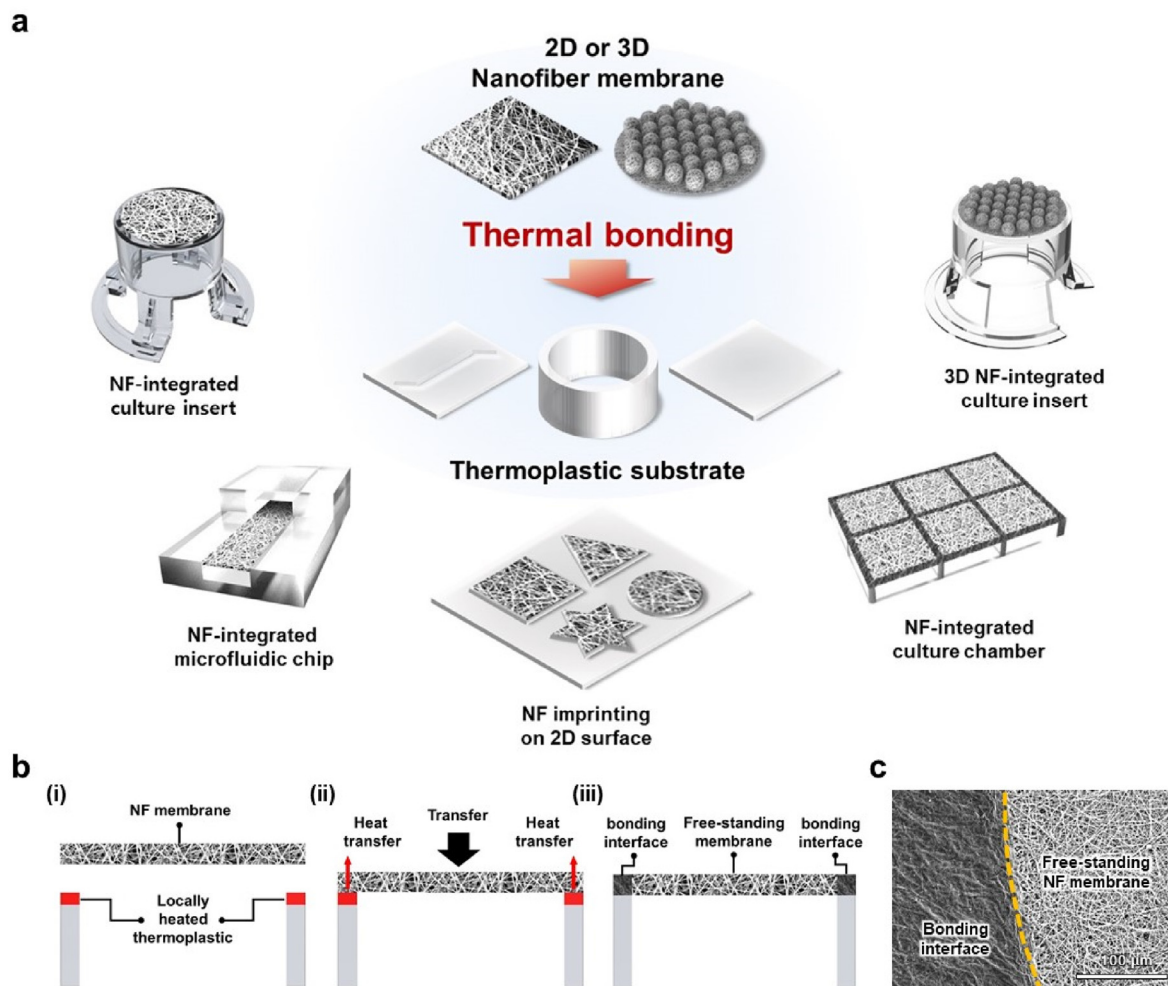 a
2D or 3D
Nanofiber membrane
Thermal bonding
Thermoplastic substrate
NF-integrated
culture insert
3D NF-integrated
culture insert
NF-integrated
microfluidic chip
NF imprinting
on 2D surface
NF-integrated
culture chamber
b
(i)
NF membrane
Locally
heated
thermoplastic
(ii)
Heat
transfer
Transfer
Heat
transfer
(iii)
bonding
interface
Free-standing
membrane
bonding
interface
c
Free-standing
NF membrane
Bonding
interface
100 μm